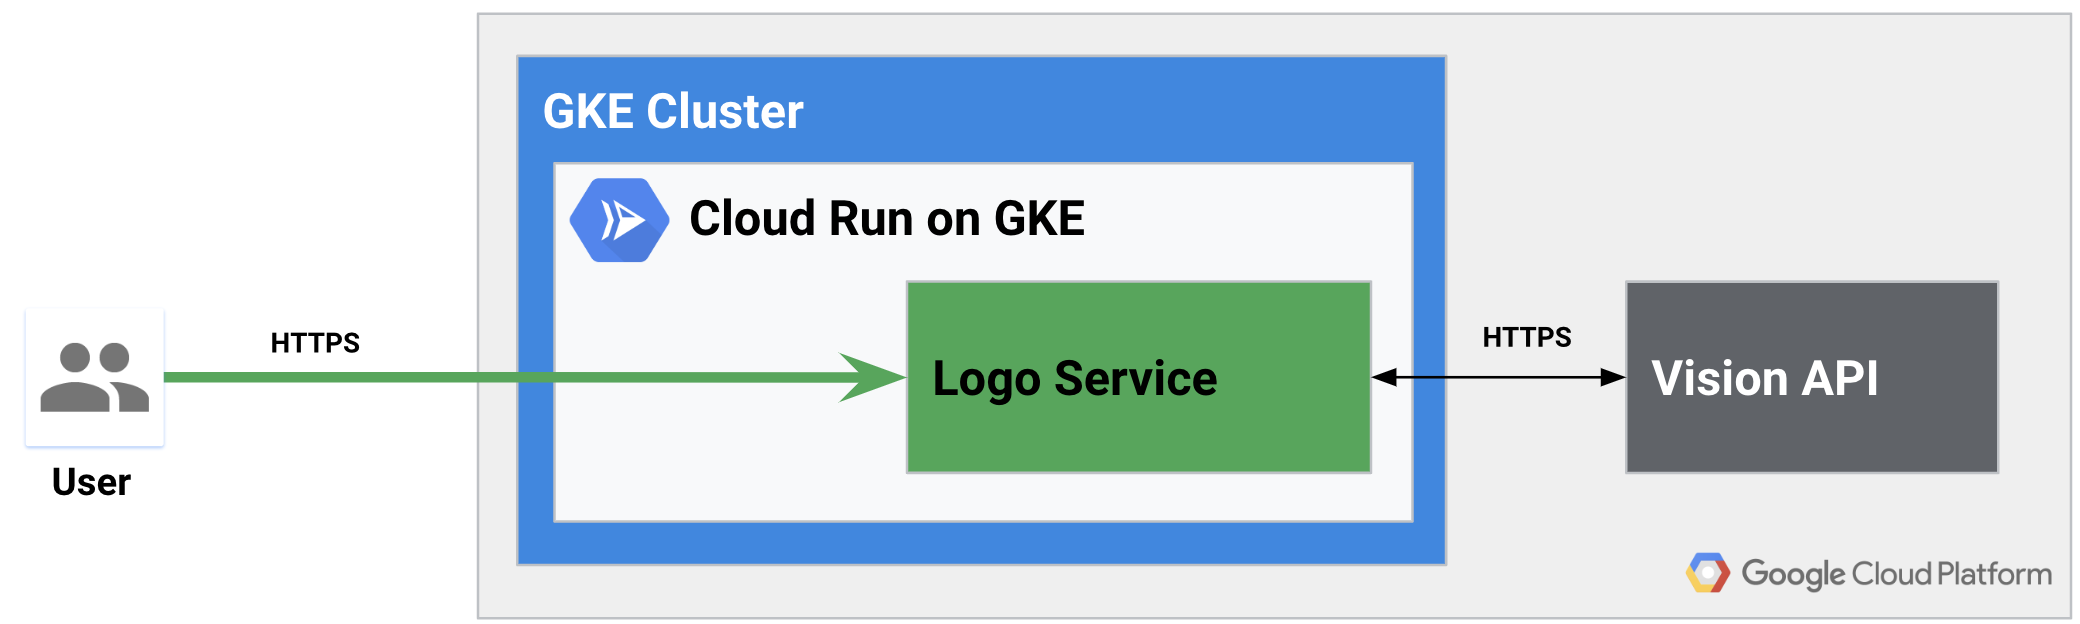 GKE Cluster
Cloud Run on GKE
HTTPS
User
Logo Service
HTTPS
Vision API
Google Cloud Platform